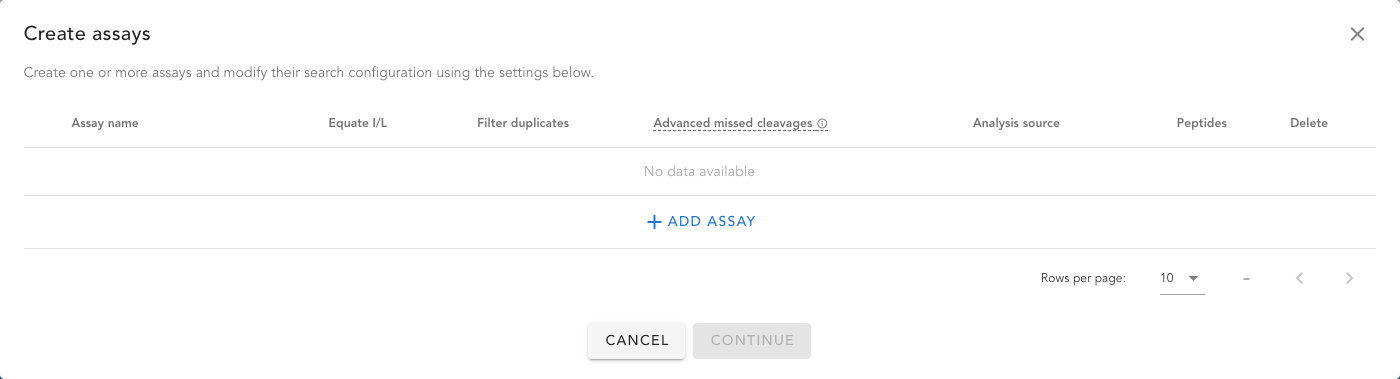 Create assays
Create one or more assays and modify their search configuration using the settings below.
Assay name Equate I/L Filter duplicates Advanced missed cleavages Analysis source Peptides Delete
No data available
+ ADD ASSAY
Rows per page: 10 –
CANCEL CONTINUE